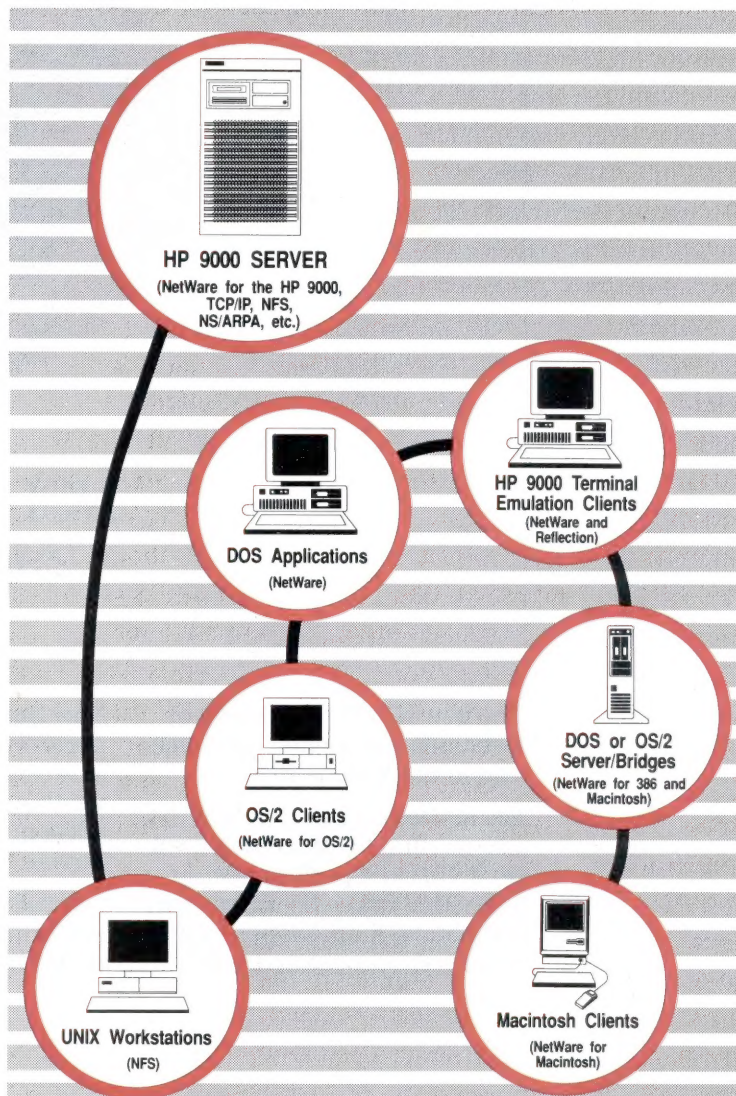 HP 9000 SERVER
(NetWare for the HP 9000,
TCP/IP, NFS,
NS/ARPA, etc.)
HP 9000 Terminal
Emulation Clients
(NetWare and
Reflection)
DOS Applications
(NetWare)
DOS or OS/2
Server/Bridges
(NetWare for 386 and
Macintosh)
OS/2 Clients
(NetWare for OS/2)
UNIX Workstations
(NFS)
Macintosh Clients
(NetWare for
Macintosh)